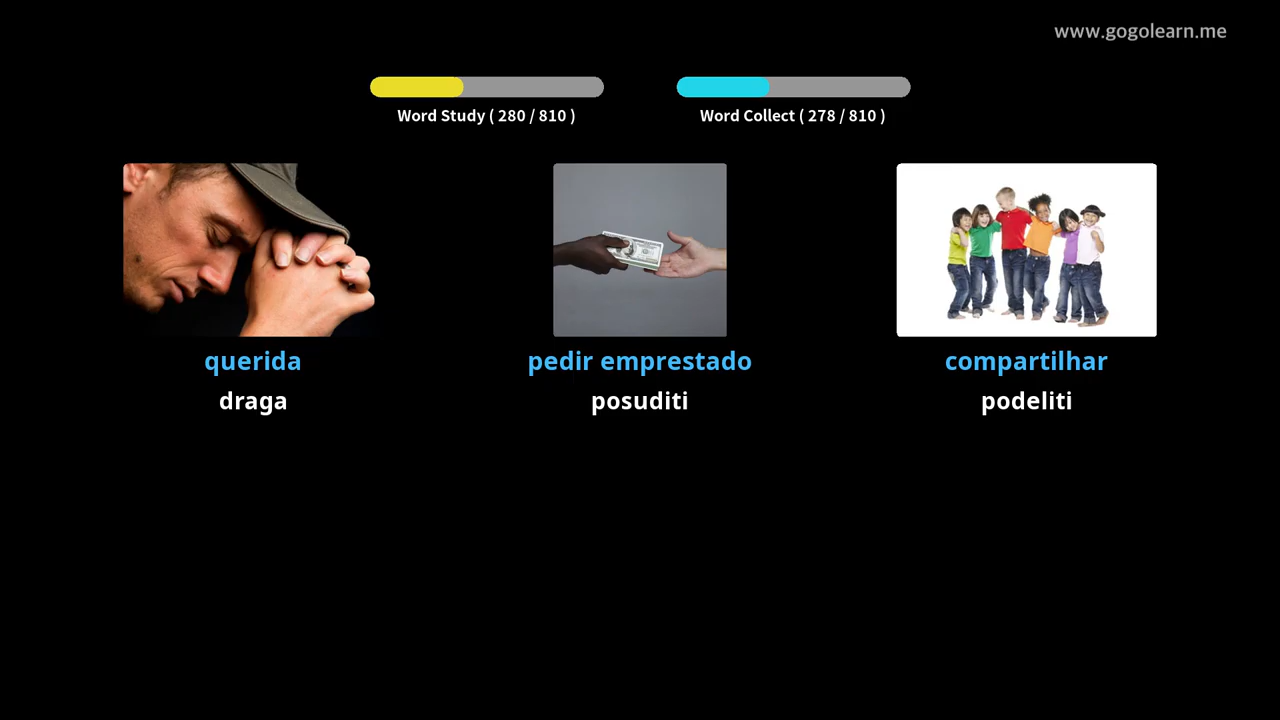 www.gogolearn.me
Word Study ( 280 / 810 )
Word Collect ( 278 / 810 )
querida
pedir emprestado
compartilhar
draga
posuditi
podeliti